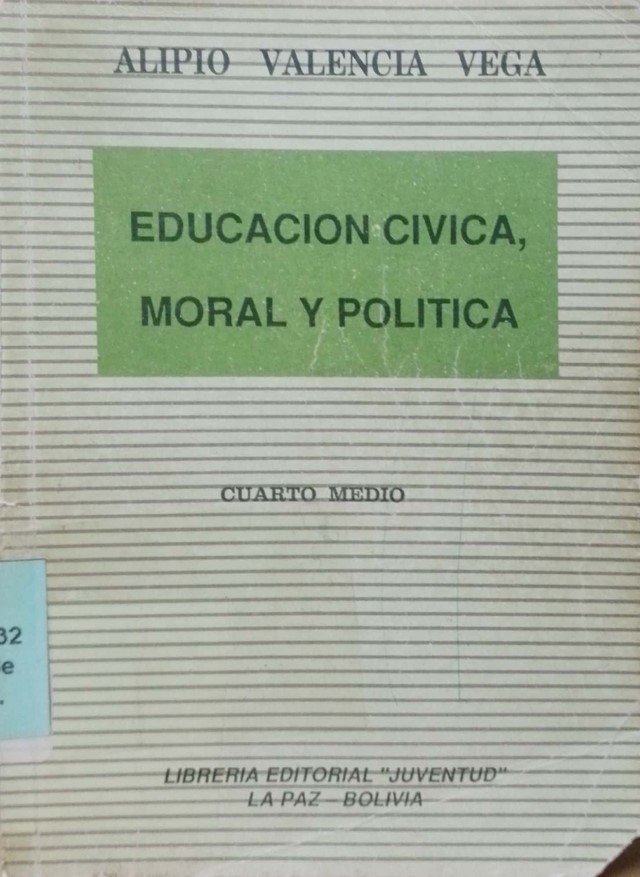 ALIPIO VALENCIA VEGA
EDUCACION CIVICA,
MORAL Y POLITICA
CUARTO MEDIO
32
e
.
LIBRERIA EDITORIAL "JUVENTUD"
LA PAZ — BOLIVIA